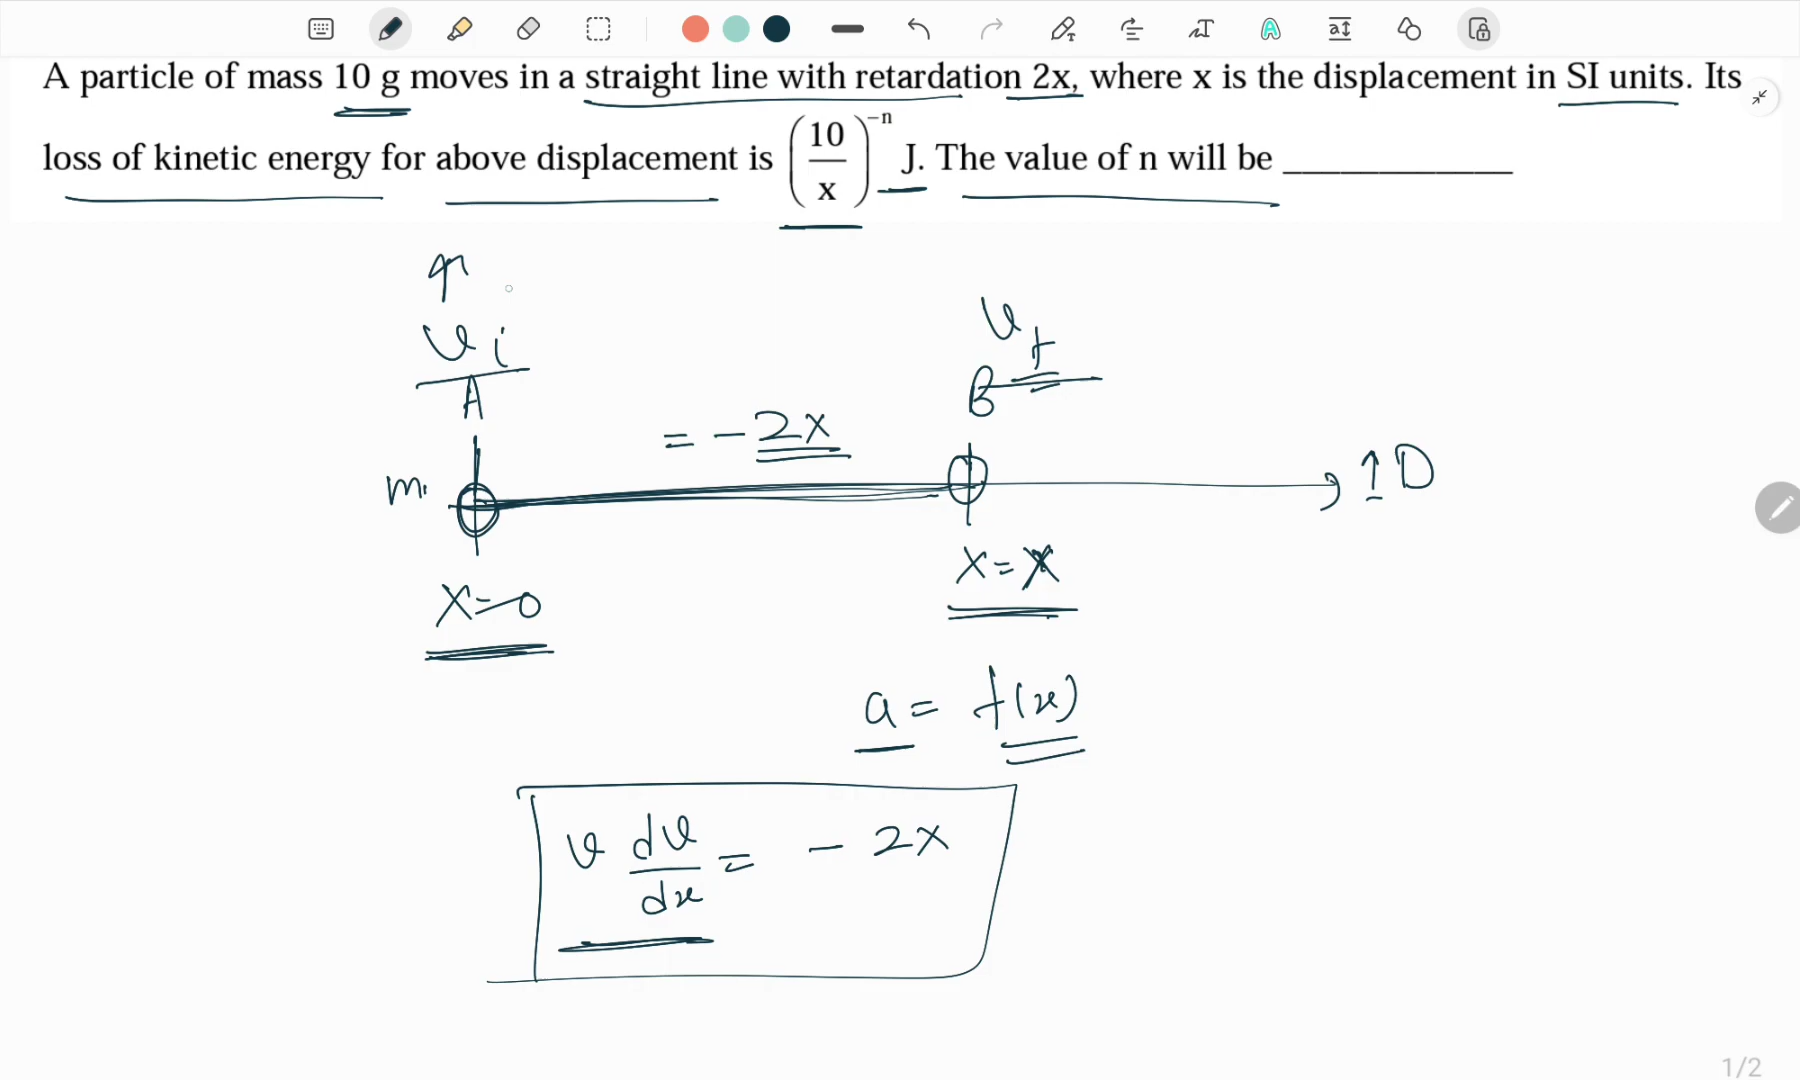 A particle of mass 10 g moves in a straight line with retardation 2x, where x is the displacement in SI units. Its
loss of kinetic energy for above displacement is (10/x)^-n J. The value of n will be ____________
v i
v f
A
B
= - 2x
m
1D
x = 0
x = x
a = f(x)
v dv/dx = - 2x
1/2